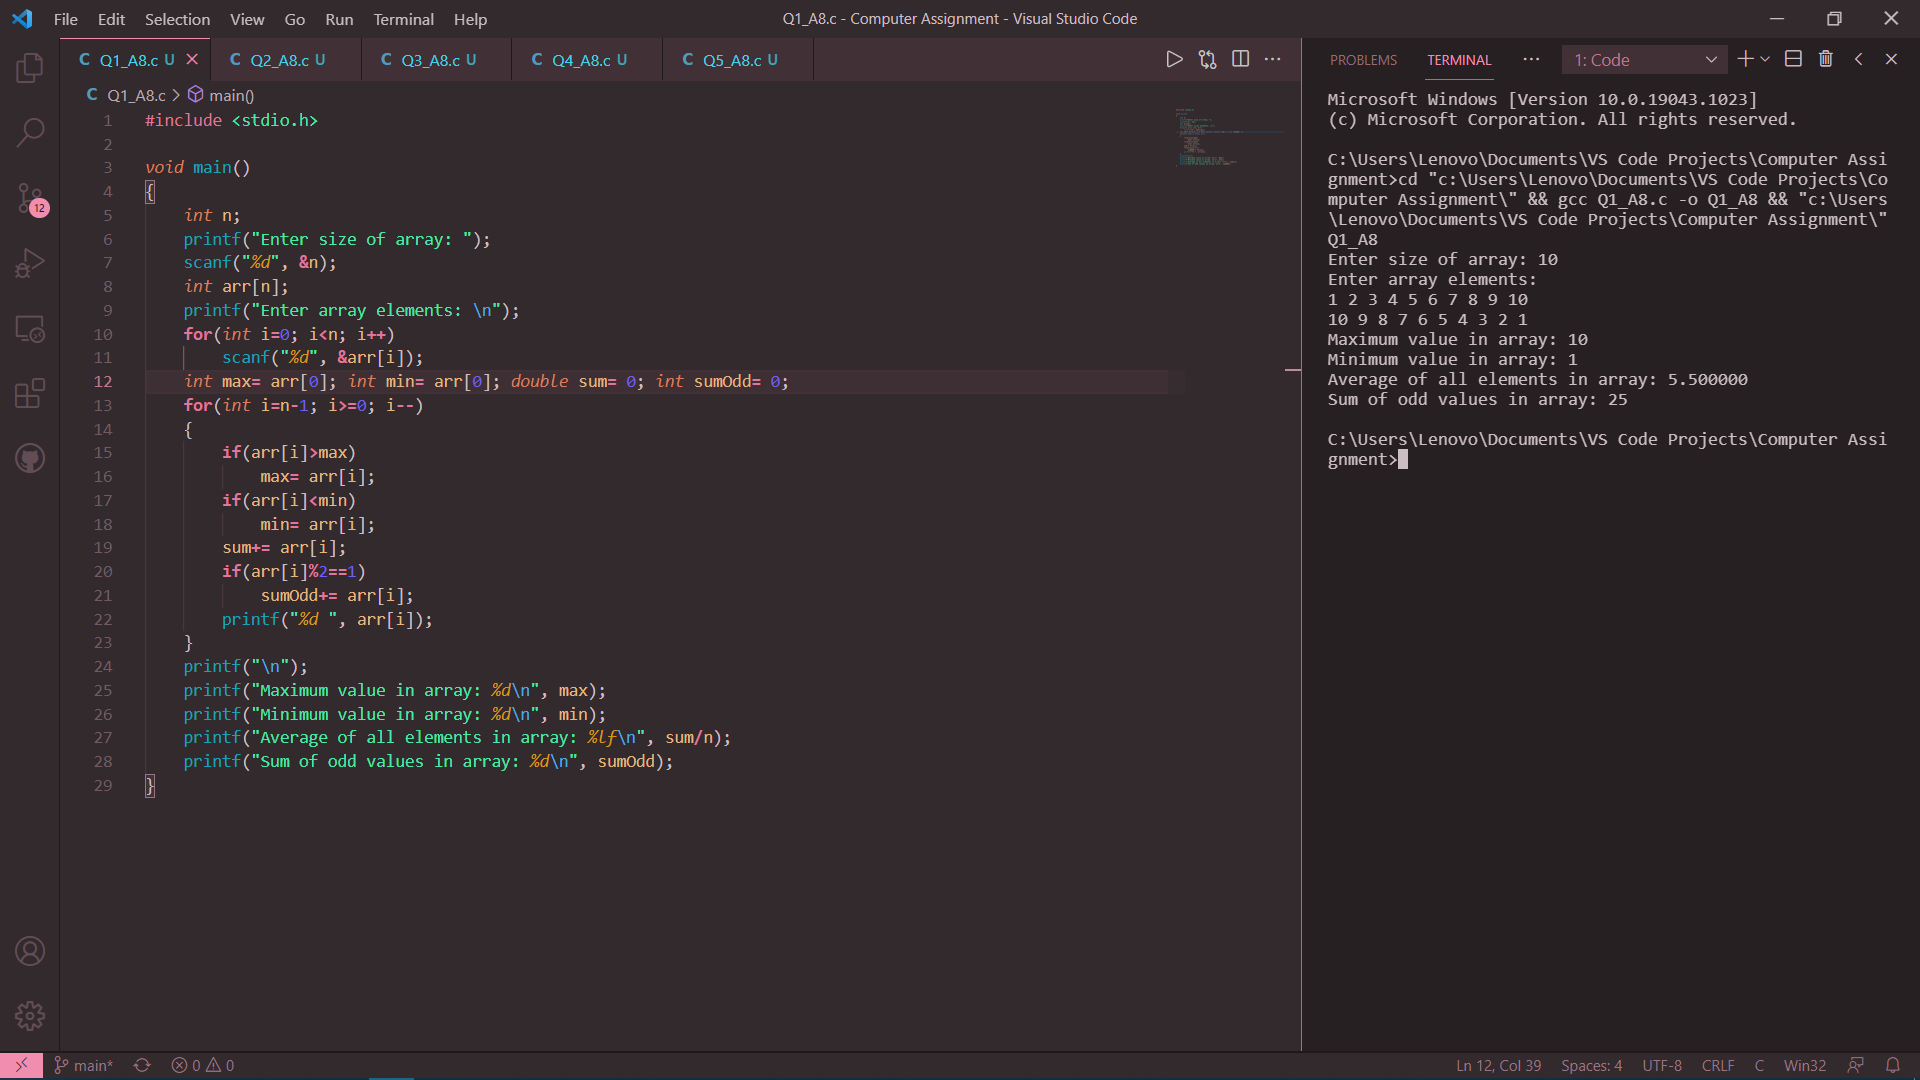 File Edit Selection View Go Run Terminal Help
Q1_A8.c - Computer Assignment - Visual Studio Code
C Q1_A8.c U
C Q2_A8.c U
C Q3_A8.c U
C Q4_A8.c U
C Q5_A8.c U
C Q1_A8.c > main()
1 #include <stdio.h>
2
3 void main()
4 {
5     int n;
6     printf("Enter size of array: ");
7     scanf("%d", &n);
8     int arr[n];
9     printf("Enter array elements: \n");
10     for(int i=0; i<n; i++)
11         scanf("%d", &arr[i]);
12     int max= arr[0]; int min= arr[0]; double sum= 0; int sumOdd= 0;
13     for(int i=n-1; i>=0; i--)
14     {
15         if(arr[i]>max)
16             max= arr[i];
17         if(arr[i]<min)
18             min= arr[i];
19         sum+= arr[i];
20         if(arr[i]%2==1)
21             sumOdd+= arr[i];
22         printf("%d ", arr[i]);
23     }
24     printf("\n");
25     printf("Maximum value in array: %d\n", max);
26     printf("Minimum value in array: %d\n", min);
27     printf("Average of all elements in array: %lf\n", sum/n);
28     printf("Sum of odd values in array: %d\n", sumOdd);
29 }
PROBLEMS TERMINAL ··· 1: Code
Microsoft Windows [Version 10.0.19043.1023]
(c) Microsoft Corporation. All rights reserved.
C:\Users\Lenovo\Documents\VS Code Projects\Computer Assi
gnment>cd "c:\Users\Lenovo\Documents\VS Code Projects\Co
mputer Assignment\" && gcc Q1_A8.c -o Q1_A8 && "c:\Users
\Lenovo\Documents\VS Code Projects\Computer Assignment\"
Q1_A8
Enter size of array: 10
Enter array elements:
1 2 3 4 5 6 7 8 9 10
10 9 8 7 6 5 4 3 2 1
Maximum value in array: 10
Minimum value in array: 1
Average of all elements in array: 5.500000
Sum of odd values in array: 25
C:\Users\Lenovo\Documents\VS Code Projects\Computer Assi
gnment>
12
main* 0 0
Ln 12, Col 39 Spaces: 4 UTF-8 CRLF C Win32